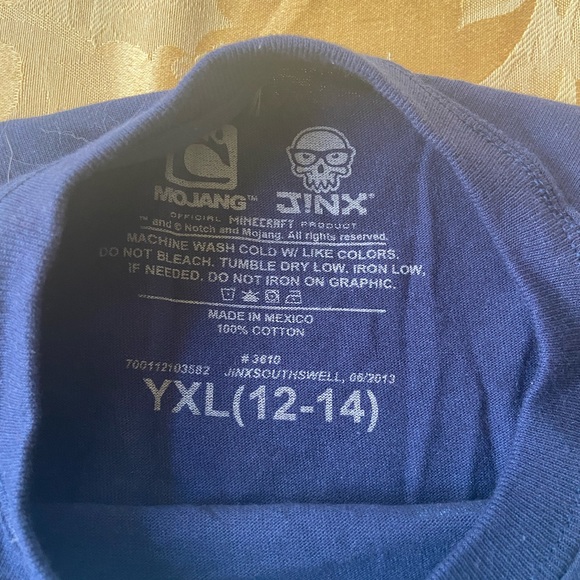 MOJANG™ J!NX®
OFFICIAL MINECRAFT PRODUCT
™ and © Notch and Mojang. All rights reserved.
MACHINE WASH COLD W/ LIKE COLORS.
DO NOT BLEACH. TUMBLE DRY LOW. IRON LOW,
IF NEEDED. DO NOT IRON ON GRAPHIC.
MADE IN MEXICO
100% COTTON
# 3610
700112103582 JINXSOUTHSWELL, 06/2013
YXL(12-14)